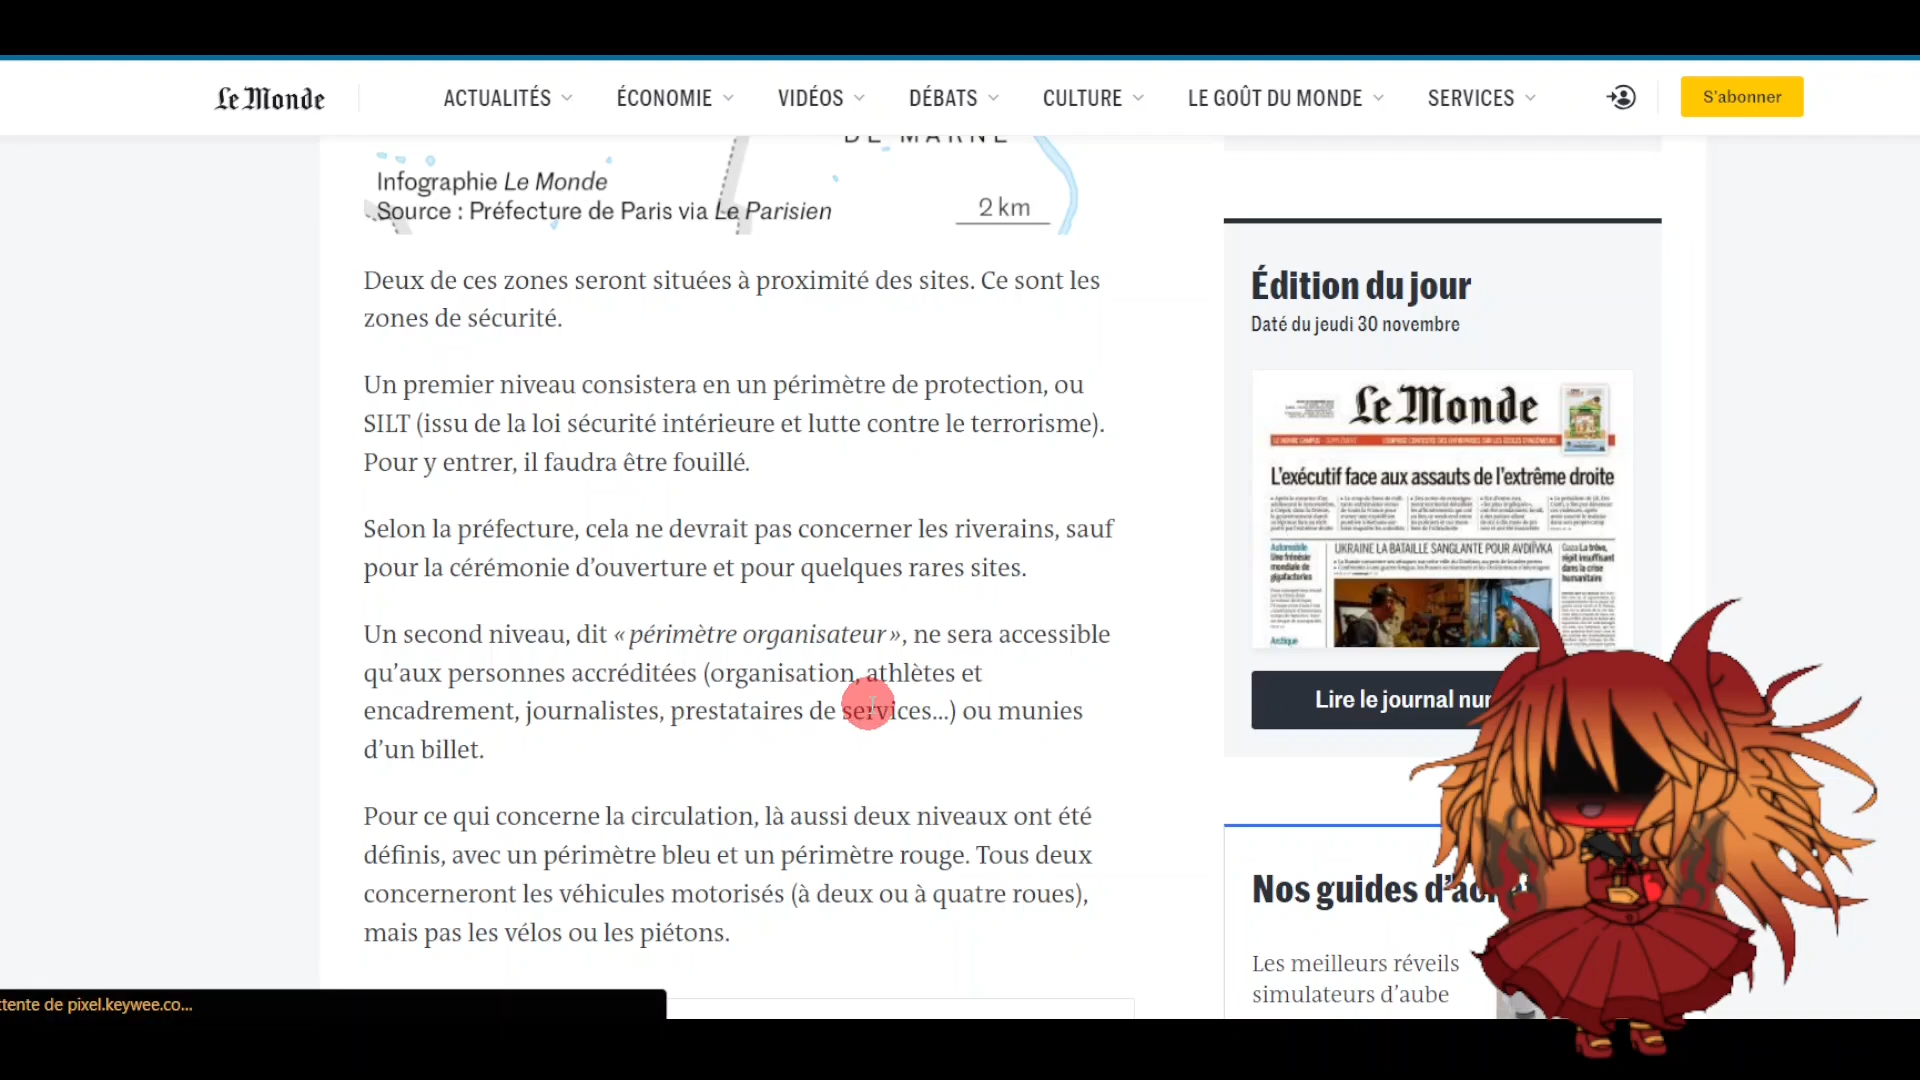 Le Monde
ACTUALITÉS
ÉCONOMIE
VIDÉOS
DÉBATS
CULTURE
LE GOÛT DU MONDE
SERVICES
S'abonner
DE MARNE
Infographie Le Monde
Source : Préfecture de Paris via Le Parisien
2 km
Deux de ces zones seront situées à proximité des sites. Ce sont les
zones de sécurité.
Un premier niveau consistera en un périmètre de protection, ou
SILT (issu de la loi sécurité intérieure et lutte contre le terrorisme).
Pour y entrer, il faudra être fouillé.
Selon la préfecture, cela ne devrait pas concerner les riverains, sauf
pour la cérémonie d’ouverture et pour quelques rares sites.
Un second niveau, dit « périmètre organisateur », ne sera accessible
qu’aux personnes accréditées (organisation, athlètes et
encadrement, journalistes, prestataires de services…) ou munies
d’un billet.
Pour ce qui concerne la circulation, là aussi deux niveaux ont été
définis, avec un périmètre bleu et un périmètre rouge. Tous deux
concerneront les véhicules motorisés (à deux ou à quatre roues),
mais pas les vélos ou les piétons.
ttente de pixel.keywee.co...
Édition du jour
Daté du jeudi 30 novembre
Le Monde
L'exécutif face aux assauts de l'extrême droite
UKRAINE LA BATAILLE SANGLANTE POUR AVDIÏVKA
Automobile
Une frénésie
mondiale de
gigafactories
Gaza La trêve,
répit insuffisant
dans la crise
humanitaire
Arctique
Lire le journal nu
Nos guides d’ac
Les meilleurs réveils
simulateurs d’aube